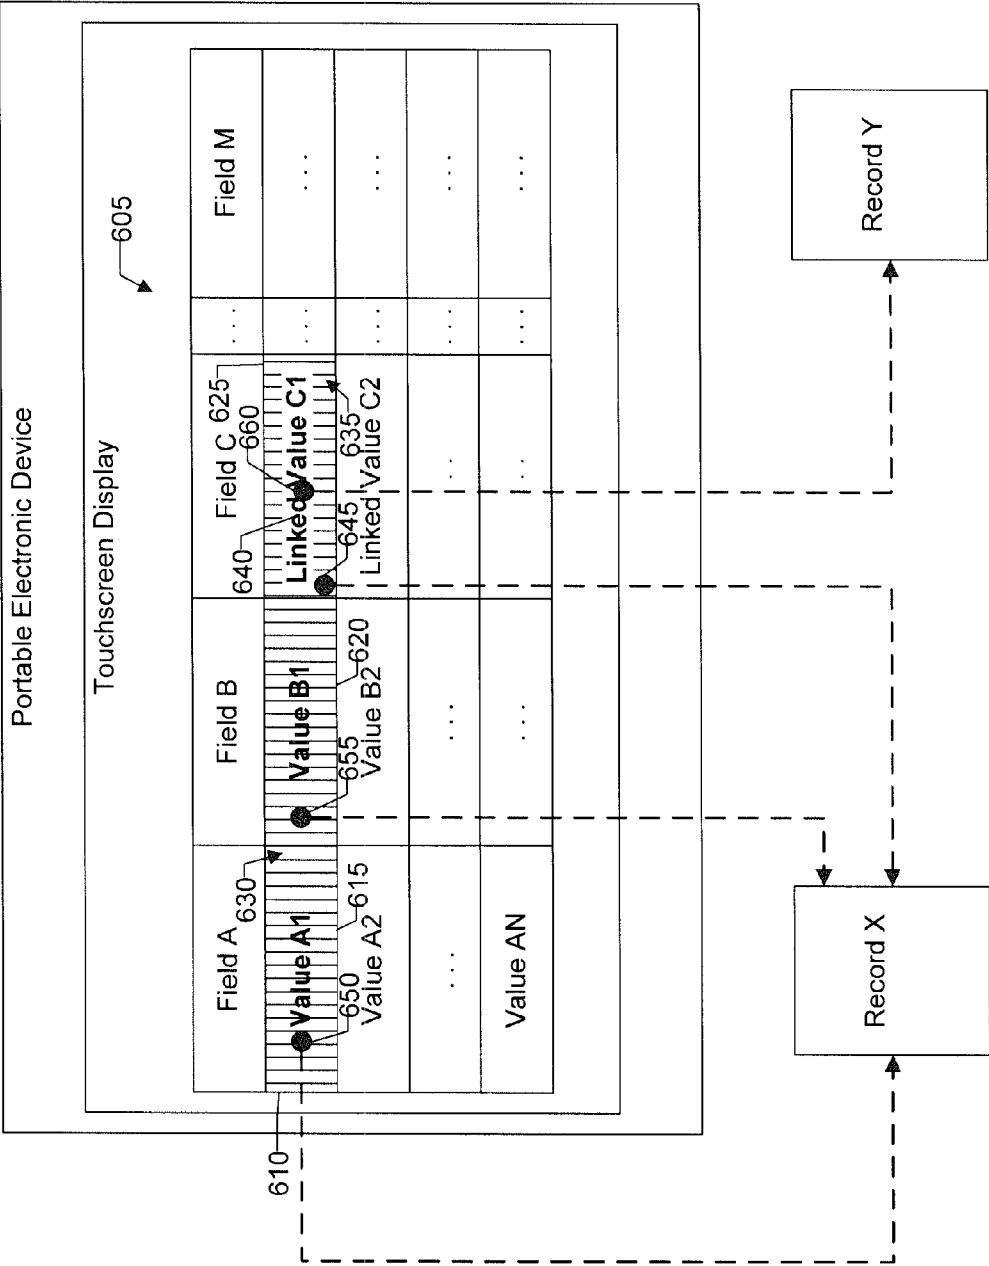 Portable Electronic Device
Touchscreen Display
605
Field A
Field B
Field C
. . .
Field M
610
630
640
660
625
Value A1
Value B1
Linked Value C1
. . .
. . .
650
615
655
620
645
635
Value A2
Value B2
Linked Value C2
. . .
. . .
. . .
. . .
. . .
. . .
. . .
Value AN
. . .
. . .
. . .
. . .
Record X
Record Y